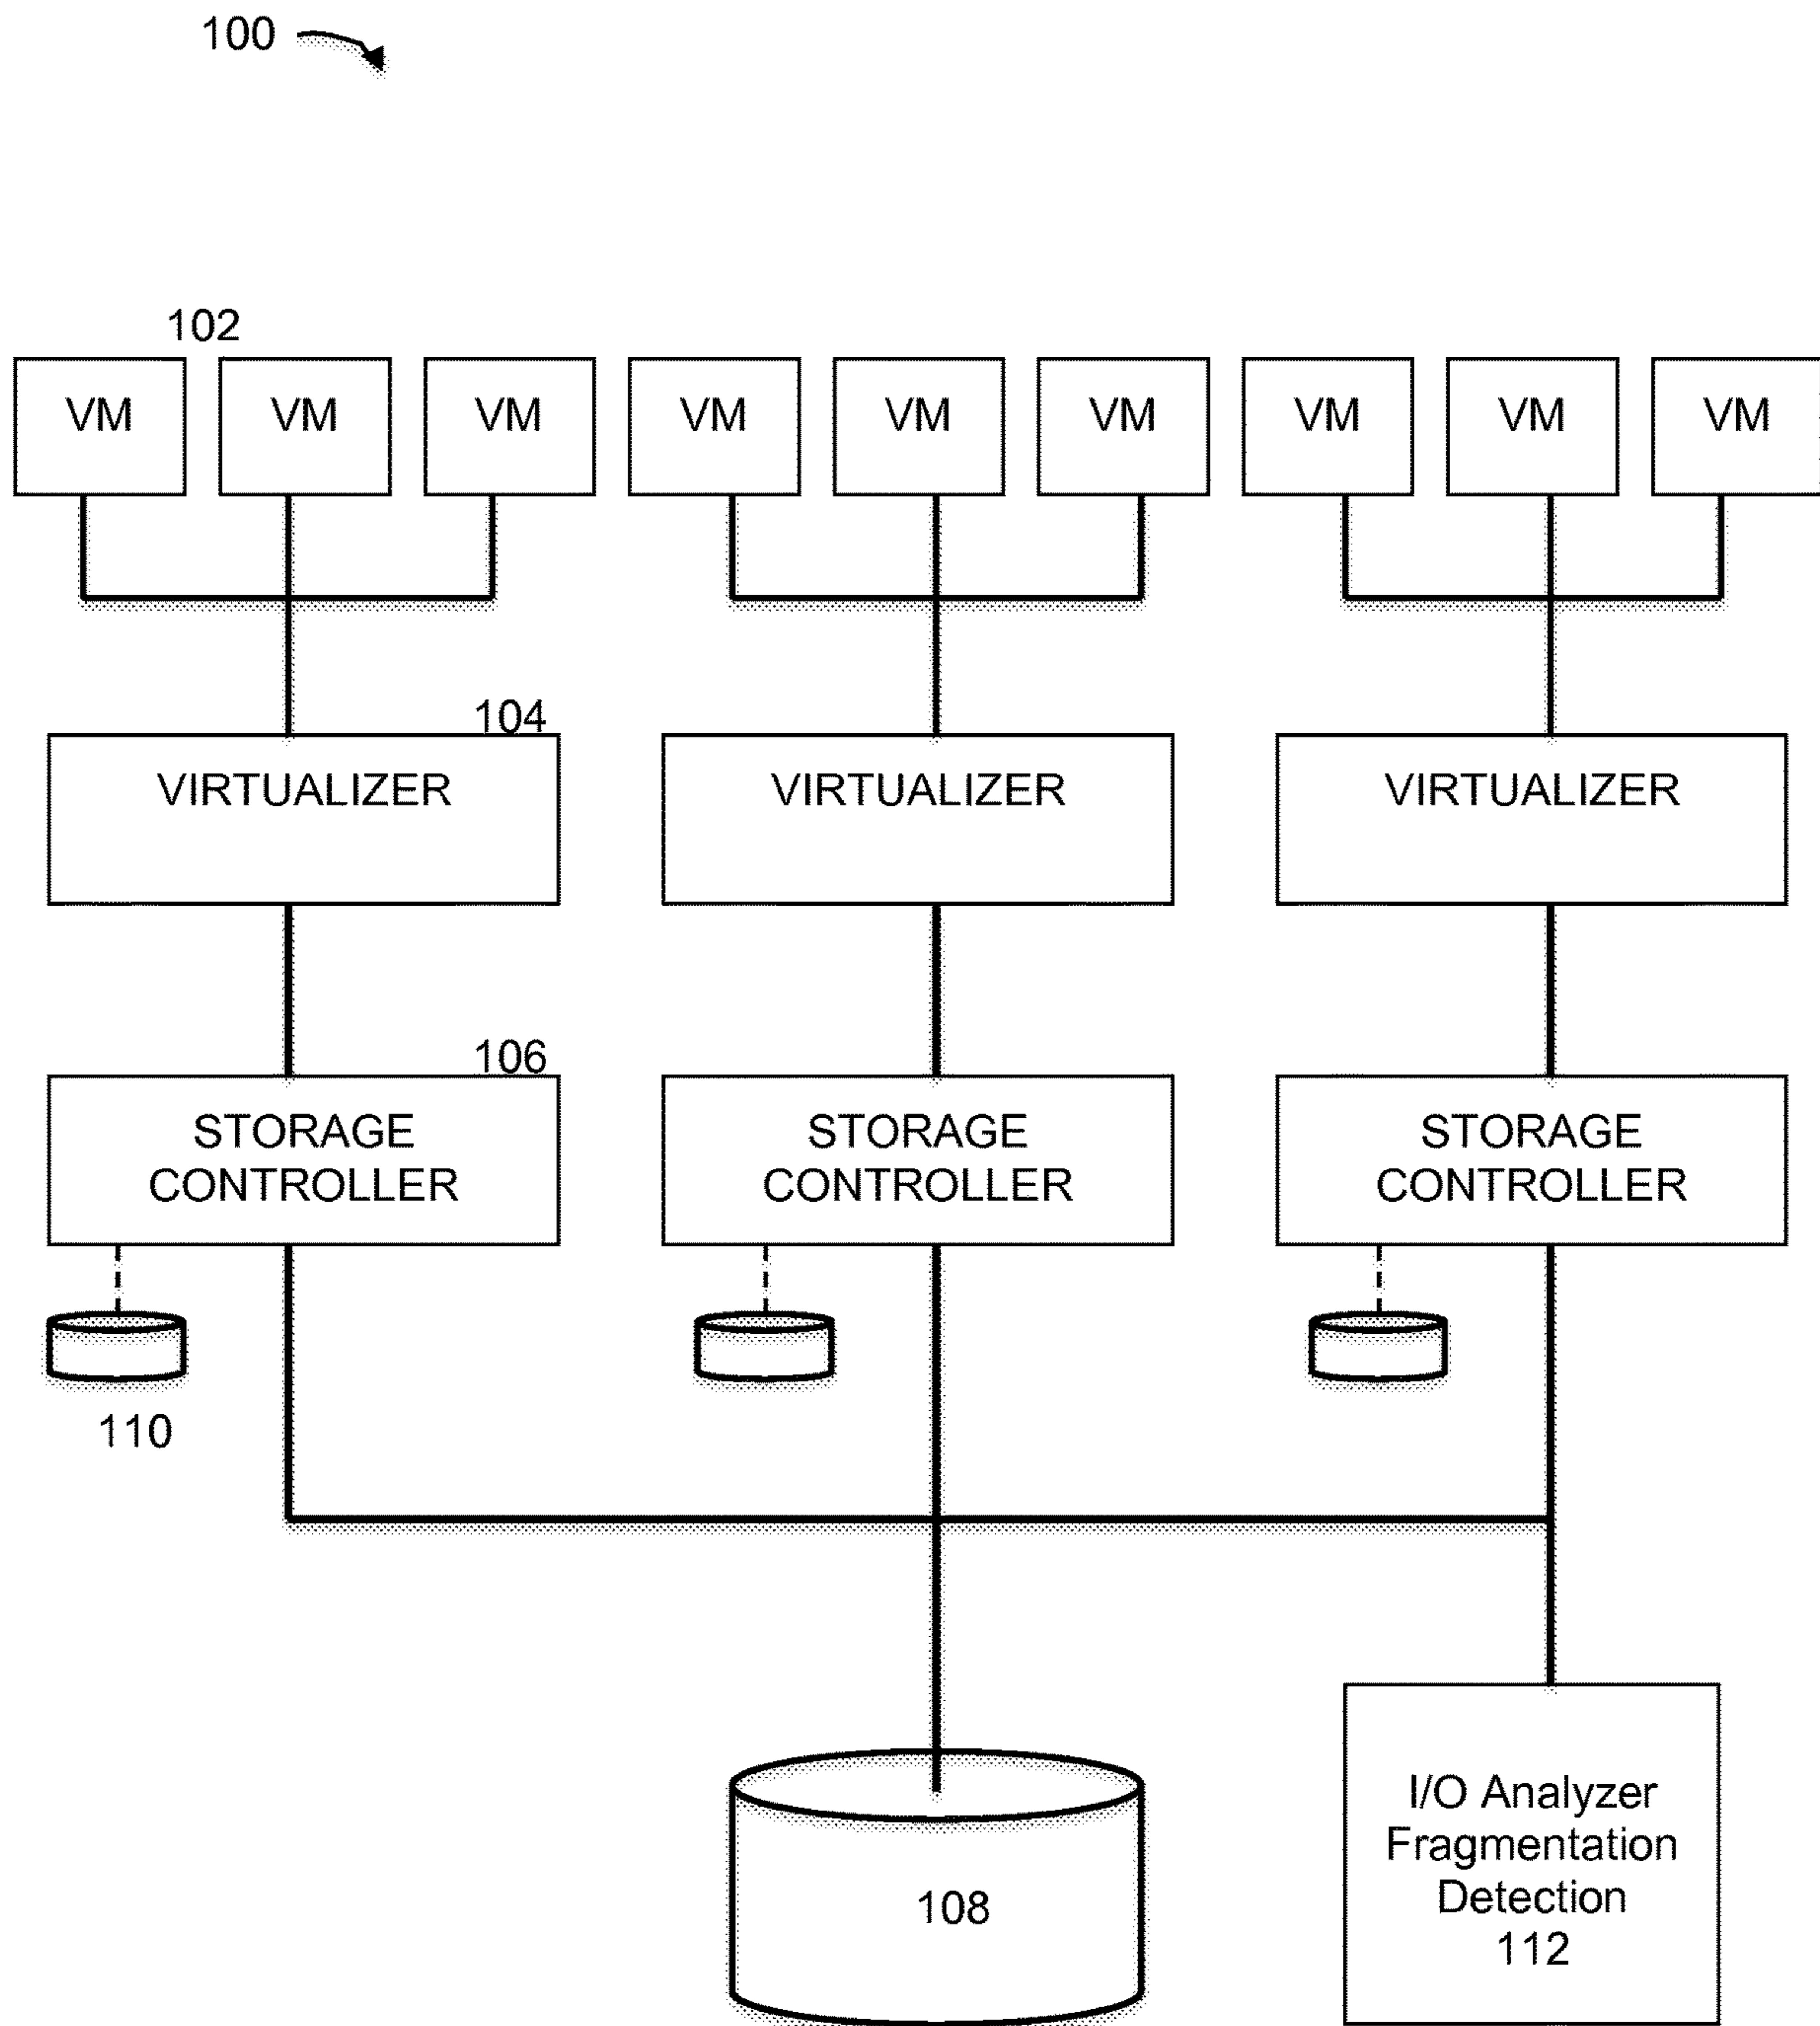 100
102
VM VM VM VM VM VM VM VM VM
104
VIRTUALIZER VIRTUALIZER VIRTUALIZER
106
STORAGE STORAGE STORAGE
CONTROLLER CONTROLLER CONTROLLER
110
108
I/O Analyzer
Fragmentation
Detection
112